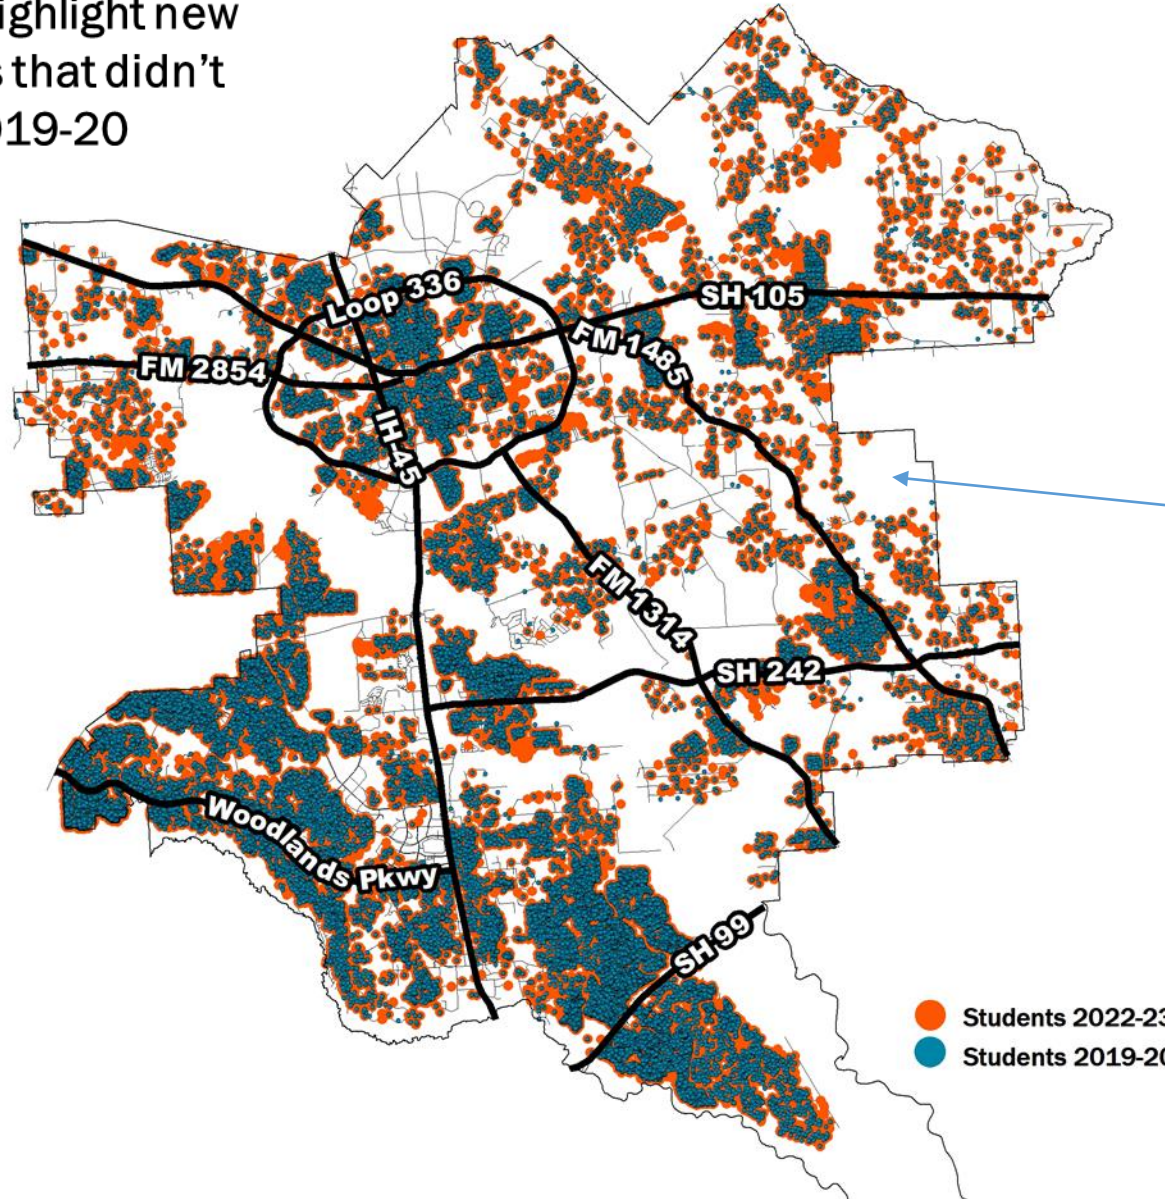 ighlight new
s that didn't
019-20
Loop 336
SH 105
FM 1485
FM 2854
IH-45
FM 1314
SH 242
Woodlands Pkwy
SH 99
Students 2022-23
Students 2019-20